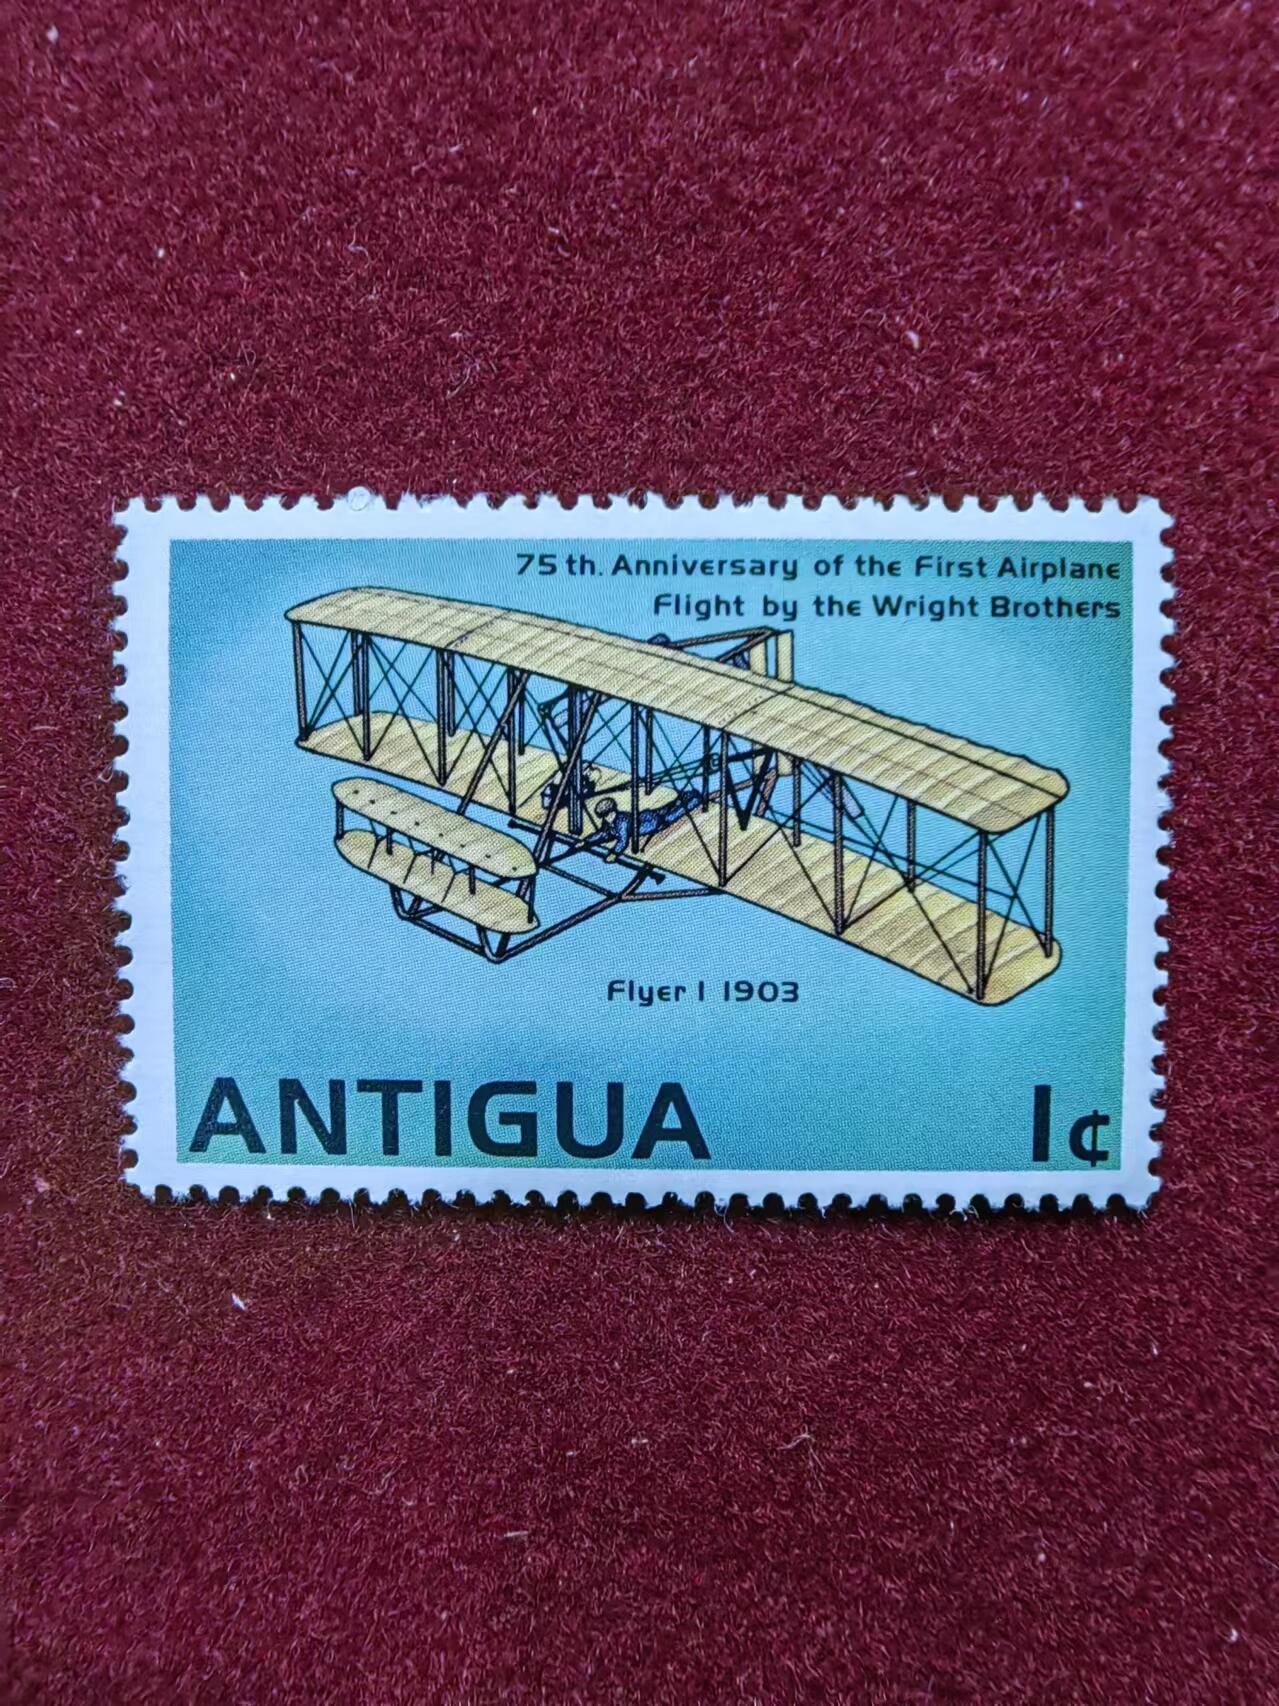 75 th. Anniversary of the First Airplane
Flight by the Wright Brothers
Flyer I 1903
ANTIGUA
1¢